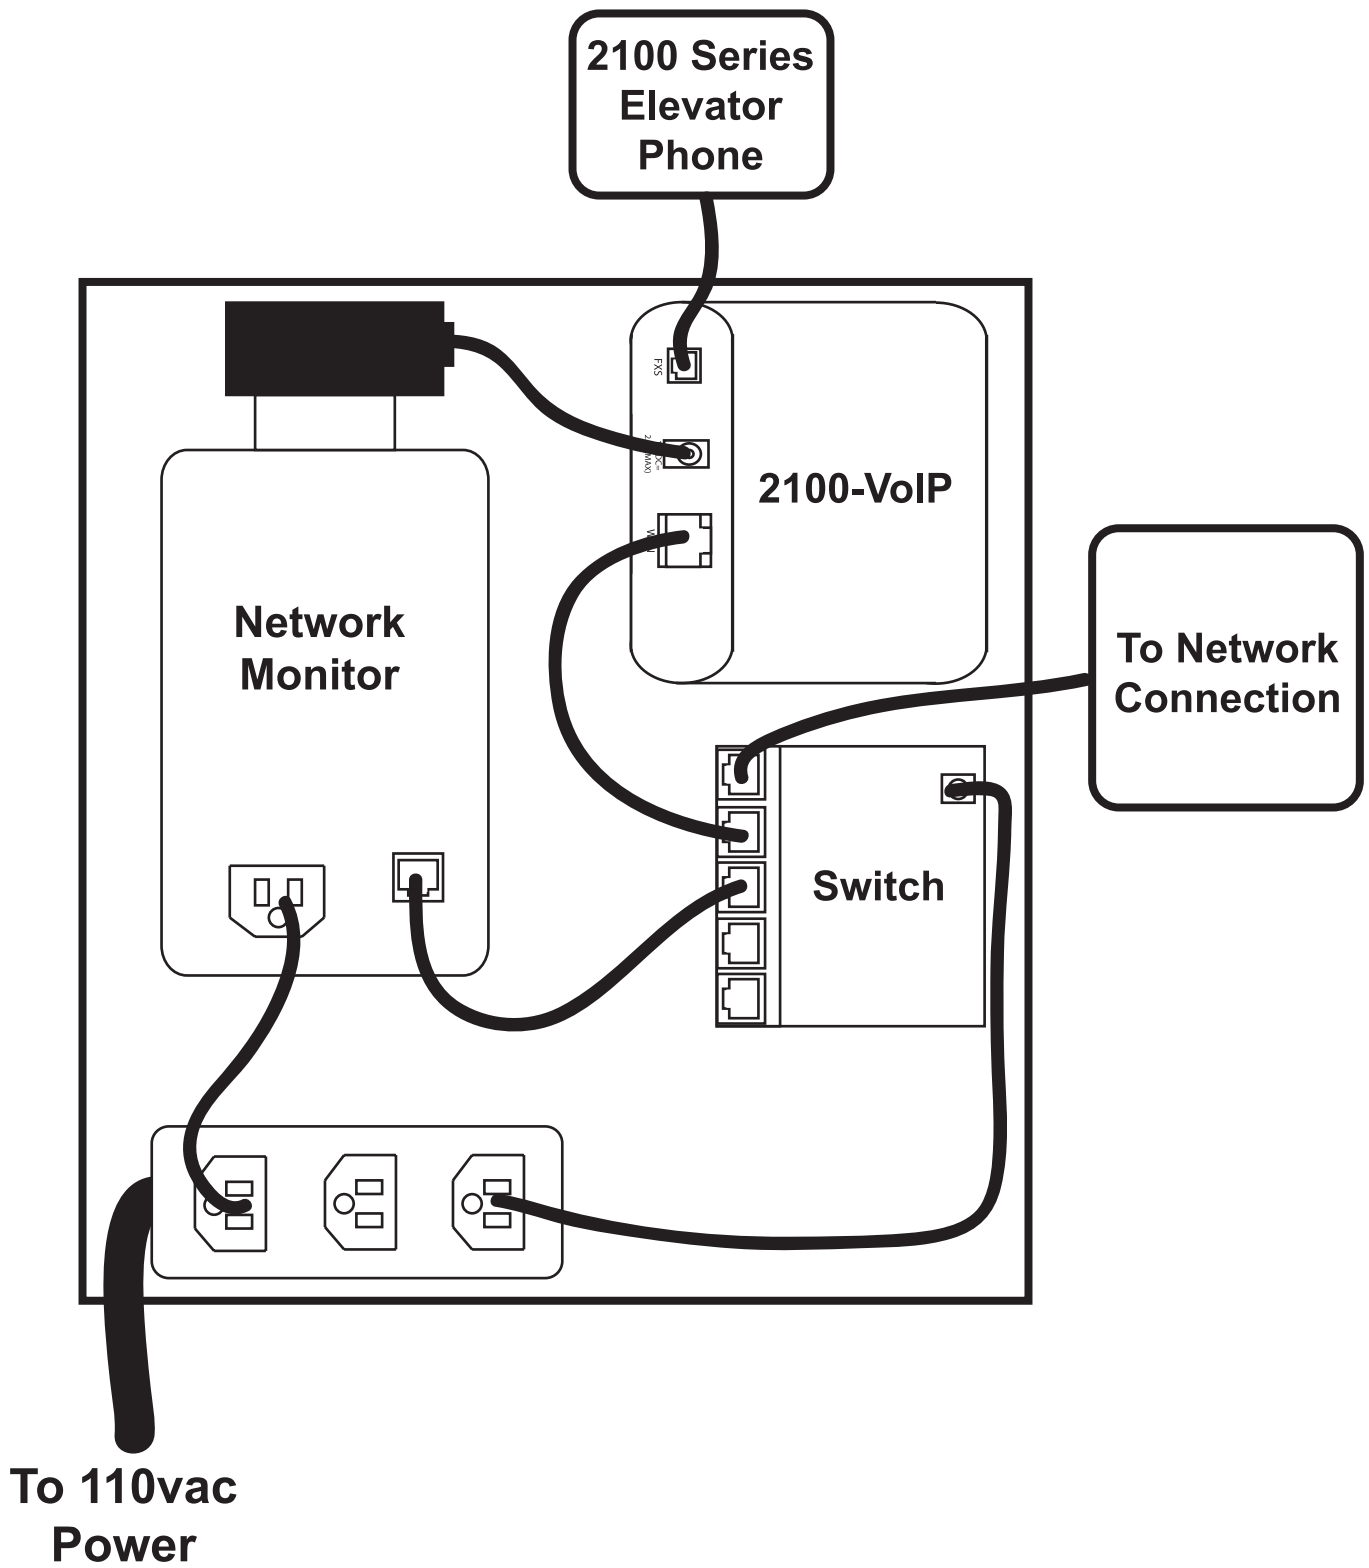 2100 Series
Elevator
Phone
FXS
2100-VoIP
Network
Monitor
To Network
Connection
Switch
To 110vac
Power